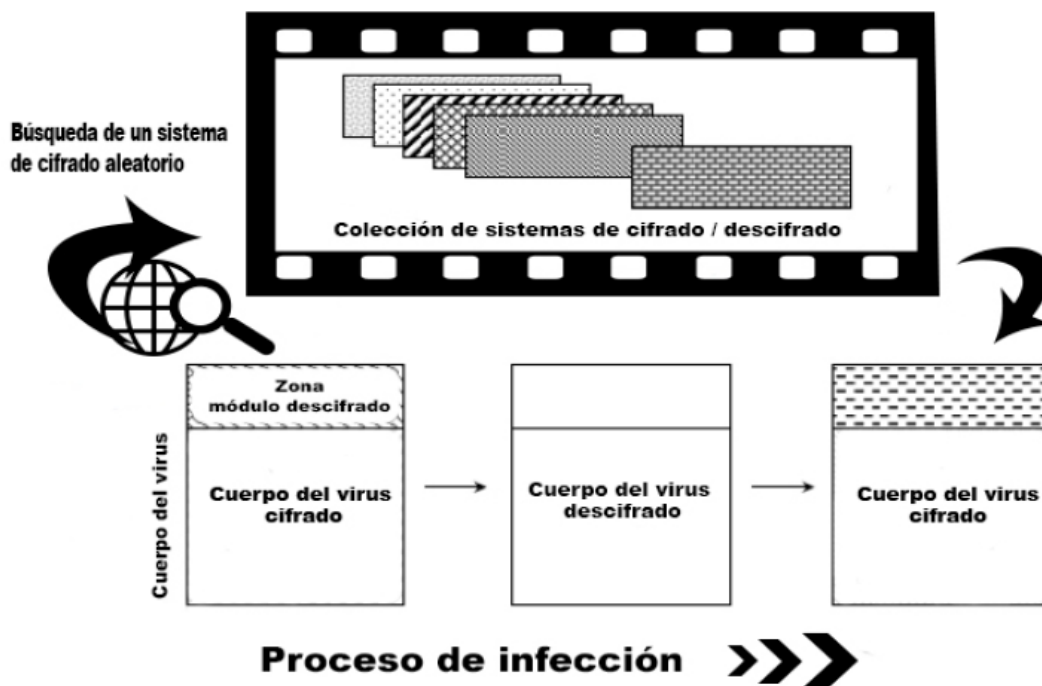 Búsqueda de un sistema
de cifrado aleatorio
Colección de sistemas de cifrado / descifrado
Zona
módulo descifrado
Cuerpo del virus
Cuerpo del virus
cifrado
Cuerpo del virus
descifrado
Cuerpo del virus
cifrado
Proceso de infección